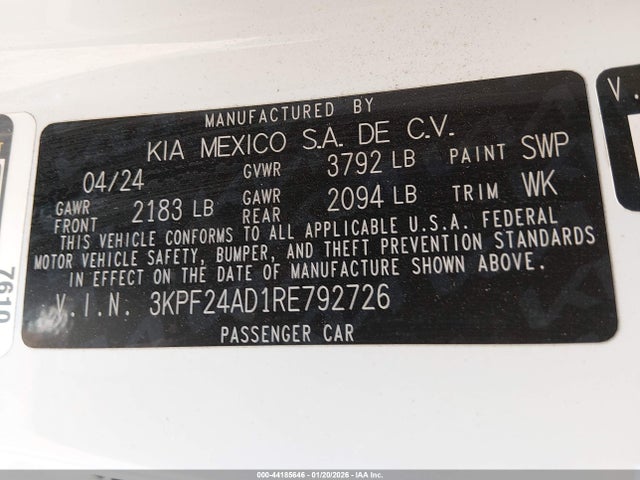 MANUFACTURED BY
KIA MEXICO S.A. DE C.V.
04/24 GVWR 3792 LB PAINT SWP
GAWR FRONT 2183 LB GAWR REAR 2094 LB TRIM WK
THIS VEHICLE CONFORMS TO ALL APPLICABLE U.S.A. FEDERAL
MOTOR VEHICLE SAFETY, BUMPER, AND THEFT PREVENTION STANDARDS
IN EFFECT ON THE DATE OF MANUFACTURE SHOWN ABOVE.
V.I.N. 3KPF24AD1RE792726
PASSENGER CAR
7610
V.
000-44185646 - 01/20/2026 - IAA Inc.